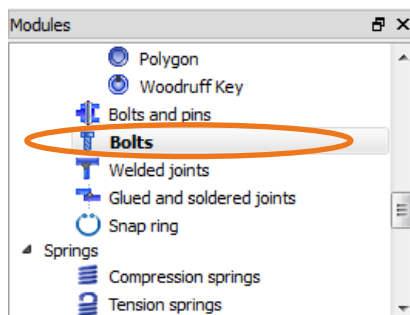 Modules
Polygon
Woodruff Key
Bolts and pins
Bolts
Welded joints
Glued and soldered joints
Snap ring
Springs
Compression springs
Tension springs